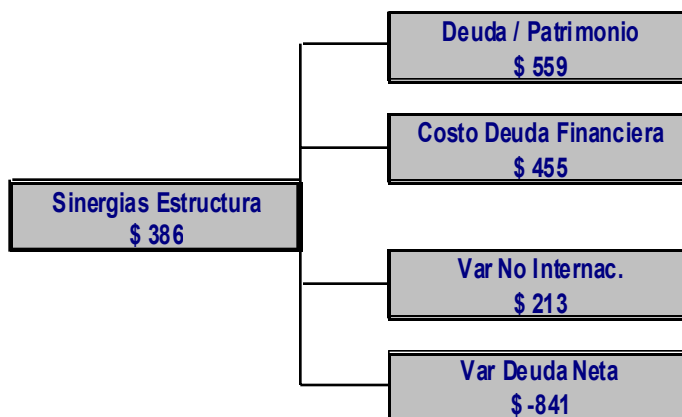 Deuda / Patrimonio
$ 559
Costo Deuda Financiera
$ 455
Sinergias Estructura
$ 386
Var No Internac.
$ 213
Var Deuda Neta
$ -841